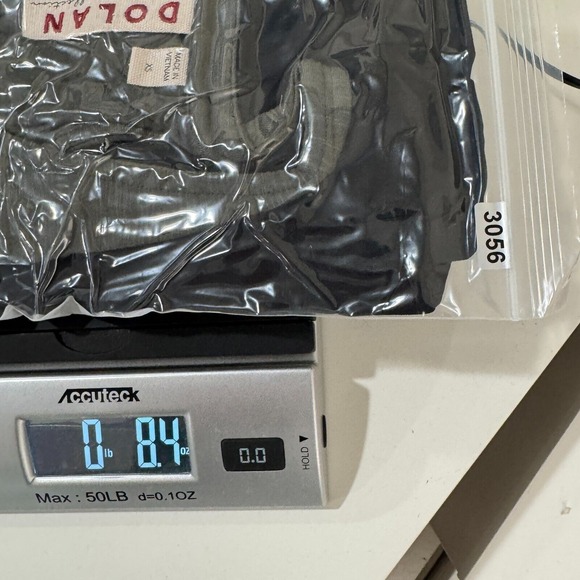 DOLAN
MADE IN
VIETNAM
XS
3056
Accuteck
0 lb 8.4 oz
0.0
HOLD ▼
Max : 50LB d=0.1OZ